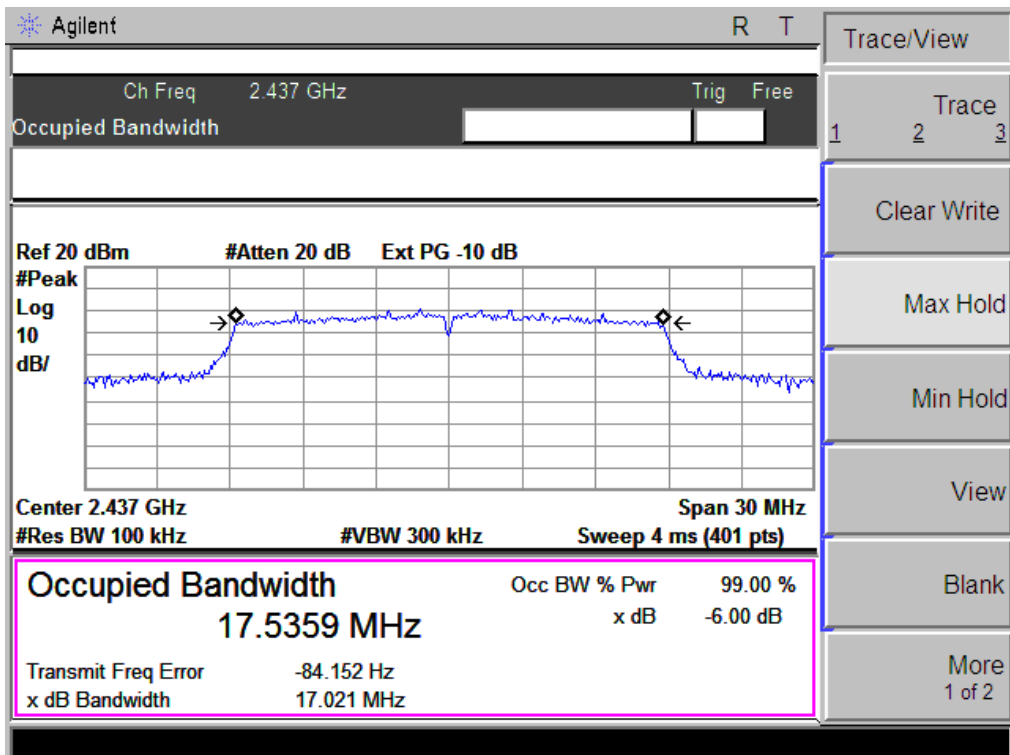 Agilent R T
Ch Freq 2.437 GHz Trig Free
Occupied Bandwidth
Ref 20 dBm #Atten 20 dB Ext PG -10 dB
#Peak
Log
10
dB/
Center 2.437 GHz Span 30 MHz
#Res BW 100 kHz #VBW 300 kHz Sweep 4 ms (401 pts)
Occupied Bandwidth Occ BW % Pwr 99.00 %
17.5359 MHz x dB -6.00 dB
Transmit Freq Error -84.152 Hz
x dB Bandwidth 17.021 MHz
Trace/View
Trace
1 2 3
Clear Write
Max Hold
Min Hold
View
Blank
More
1 of 2